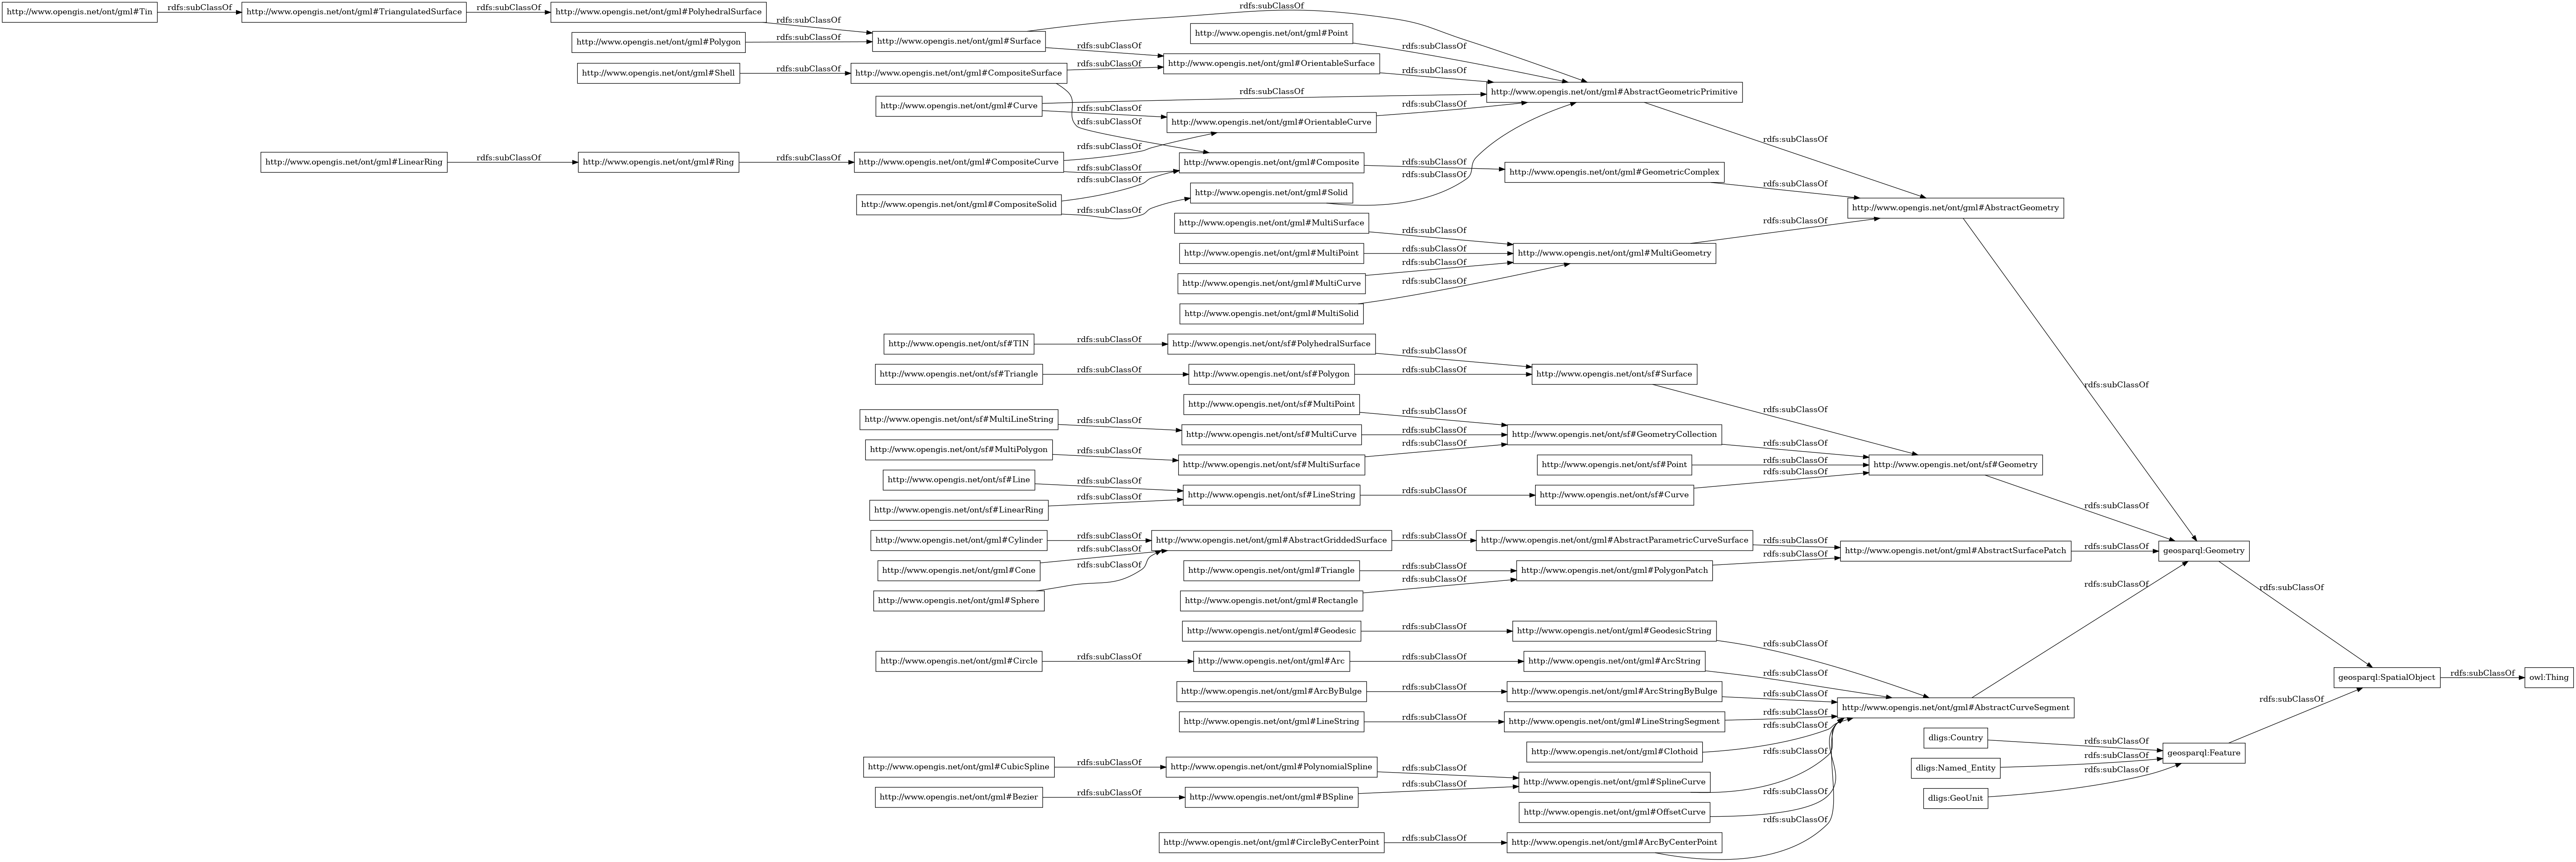 http://www.opengis.net/ont/gml#Tin
rdfs:subClassOf
http://www.opengis.net/ont/gml#TriangulatedSurface
rdfs:subClassOf
http://www.opengis.net/ont/gml#PolyhedralSurface
rdfs:subClassOf
rdfs:subClassOf
http://www.opengis.net/ont/gml#Polygon
rdfs:subClassOf
http://www.opengis.net/ont/gml#Surface
rdfs:subClassOf
http://www.opengis.net/ont/gml#Point
rdfs:subClassOf
http://www.opengis.net/ont/gml#Shell
rdfs:subClassOf
http://www.opengis.net/ont/gml#CompositeSurface
rdfs:subClassOf
http://www.opengis.net/ont/gml#OrientableSurface
rdfs:subClassOf
http://www.opengis.net/ont/gml#Curve
rdfs:subClassOf
rdfs:subClassOf
rdfs:subClassOf
http://www.opengis.net/ont/gml#OrientableCurve
rdfs:subClassOf
http://www.opengis.net/ont/gml#AbstractGeometricPrimitive
rdfs:subClassOf
http://www.opengis.net/ont/gml#LinearRing
rdfs:subClassOf
http://www.opengis.net/ont/gml#Ring
rdfs:subClassOf
http://www.opengis.net/ont/gml#CompositeCurve
rdfs:subClassOf
rdfs:subClassOf
rdfs:subClassOf
http://www.opengis.net/ont/gml#Composite
rdfs:subClassOf
http://www.opengis.net/ont/gml#GeometricComplex
rdfs:subClassOf
http://www.opengis.net/ont/gml#CompositeSolid
rdfs:subClassOf
http://www.opengis.net/ont/gml#Solid
rdfs:subClassOf
http://www.opengis.net/ont/gml#AbstractGeometry
http://www.opengis.net/ont/gml#MultiSurface
rdfs:subClassOf
http://www.opengis.net/ont/gml#MultiPoint
rdfs:subClassOf
http://www.opengis.net/ont/gml#MultiGeometry
rdfs:subClassOf
http://www.opengis.net/ont/gml#MultiCurve
rdfs:subClassOf
http://www.opengis.net/ont/gml#MultiSolid
rdfs:subClassOf
rdfs:subClassOf
http://www.opengis.net/ont/sf#TIN
rdfs:subClassOf
http://www.opengis.net/ont/sf#PolyhedralSurface
rdfs:subClassOf
http://www.opengis.net/ont/sf#Triangle
rdfs:subClassOf
http://www.opengis.net/ont/sf#Polygon
rdfs:subClassOf
http://www.opengis.net/ont/sf#Surface
rdfs:subClassOf
http://www.opengis.net/ont/sf#MultiPoint
rdfs:subClassOf
http://www.opengis.net/ont/sf#MultiLineString
rdfs:subClassOf
http://www.opengis.net/ont/sf#MultiCurve
rdfs:subClassOf
http://www.opengis.net/ont/sf#GeometryCollection
rdfs:subClassOf
http://www.opengis.net/ont/sf#MultiPolygon
rdfs:subClassOf
http://www.opengis.net/ont/sf#MultiSurface
rdfs:subClassOf
http://www.opengis.net/ont/sf#Point
rdfs:subClassOf
http://www.opengis.net/ont/sf#Geometry
rdfs:subClassOf
http://www.opengis.net/ont/sf#Line
rdfs:subClassOf
http://www.opengis.net/ont/sf#LinearRing
rdfs:subClassOf
http://www.opengis.net/ont/sf#LineString
rdfs:subClassOf
http://www.opengis.net/ont/sf#Curve
rdfs:subClassOf
http://www.opengis.net/ont/gml#Cylinder
rdfs:subClassOf
http://www.opengis.net/ont/gml#AbstractGriddedSurface
rdfs:subClassOf
http://www.opengis.net/ont/gml#AbstractParametricCurveSurface
rdfs:subClassOf
http://www.opengis.net/ont/gml#AbstractSurfacePatch
rdfs:subClassOf
geosparql:Geometry
rdfs:subClassOf
http://www.opengis.net/ont/gml#Cone
rdfs:subClassOf
http://www.opengis.net/ont/gml#Sphere
rdfs:subClassOf
http://www.opengis.net/ont/gml#Triangle
rdfs:subClassOf
http://www.opengis.net/ont/gml#PolygonPatch
rdfs:subClassOf
http://www.opengis.net/ont/gml#Rectangle
rdfs:subClassOf
http://www.opengis.net/ont/gml#Geodesic
rdfs:subClassOf
http://www.opengis.net/ont/gml#GeodesicString
rdfs:subClassOf
http://www.opengis.net/ont/gml#Circle
rdfs:subClassOf
http://www.opengis.net/ont/gml#Arc
rdfs:subClassOf
http://www.opengis.net/ont/gml#ArcString
rdfs:subClassOf
http://www.opengis.net/ont/gml#ArcByBulge
rdfs:subClassOf
http://www.opengis.net/ont/gml#ArcStringByBulge
rdfs:subClassOf
http://www.opengis.net/ont/gml#AbstractCurveSegment
rdfs:subClassOf
geosparql:SpatialObject
rdfs:subClassOf
owl:Thing
http://www.opengis.net/ont/gml#LineString
rdfs:subClassOf
http://www.opengis.net/ont/gml#LineStringSegment
rdfs:subClassOf
http://www.opengis.net/ont/gml#Clothoid
rdfs:subClassOf
dligs:Country
rdfs:subClassOf
geosparql:Feature
rdfs:subClassOf
dligs:Named_Entity
rdfs:subClassOf
dligs:GeoUnit
rdfs:subClassOf
http://www.opengis.net/ont/gml#CubicSpline
rdfs:subClassOf
http://www.opengis.net/ont/gml#PolynomialSpline
rdfs:subClassOf
http://www.opengis.net/ont/gml#SplineCurve
rdfs:subClassOf
http://www.opengis.net/ont/gml#Bezier
rdfs:subClassOf
http://www.opengis.net/ont/gml#BSpline
rdfs:subClassOf
http://www.opengis.net/ont/gml#OffsetCurve
rdfs:subClassOf
http://www.opengis.net/ont/gml#CircleByCenterPoint
rdfs:subClassOf
http://www.opengis.net/ont/gml#ArcByCenterPoint
rdfs:subClassOf